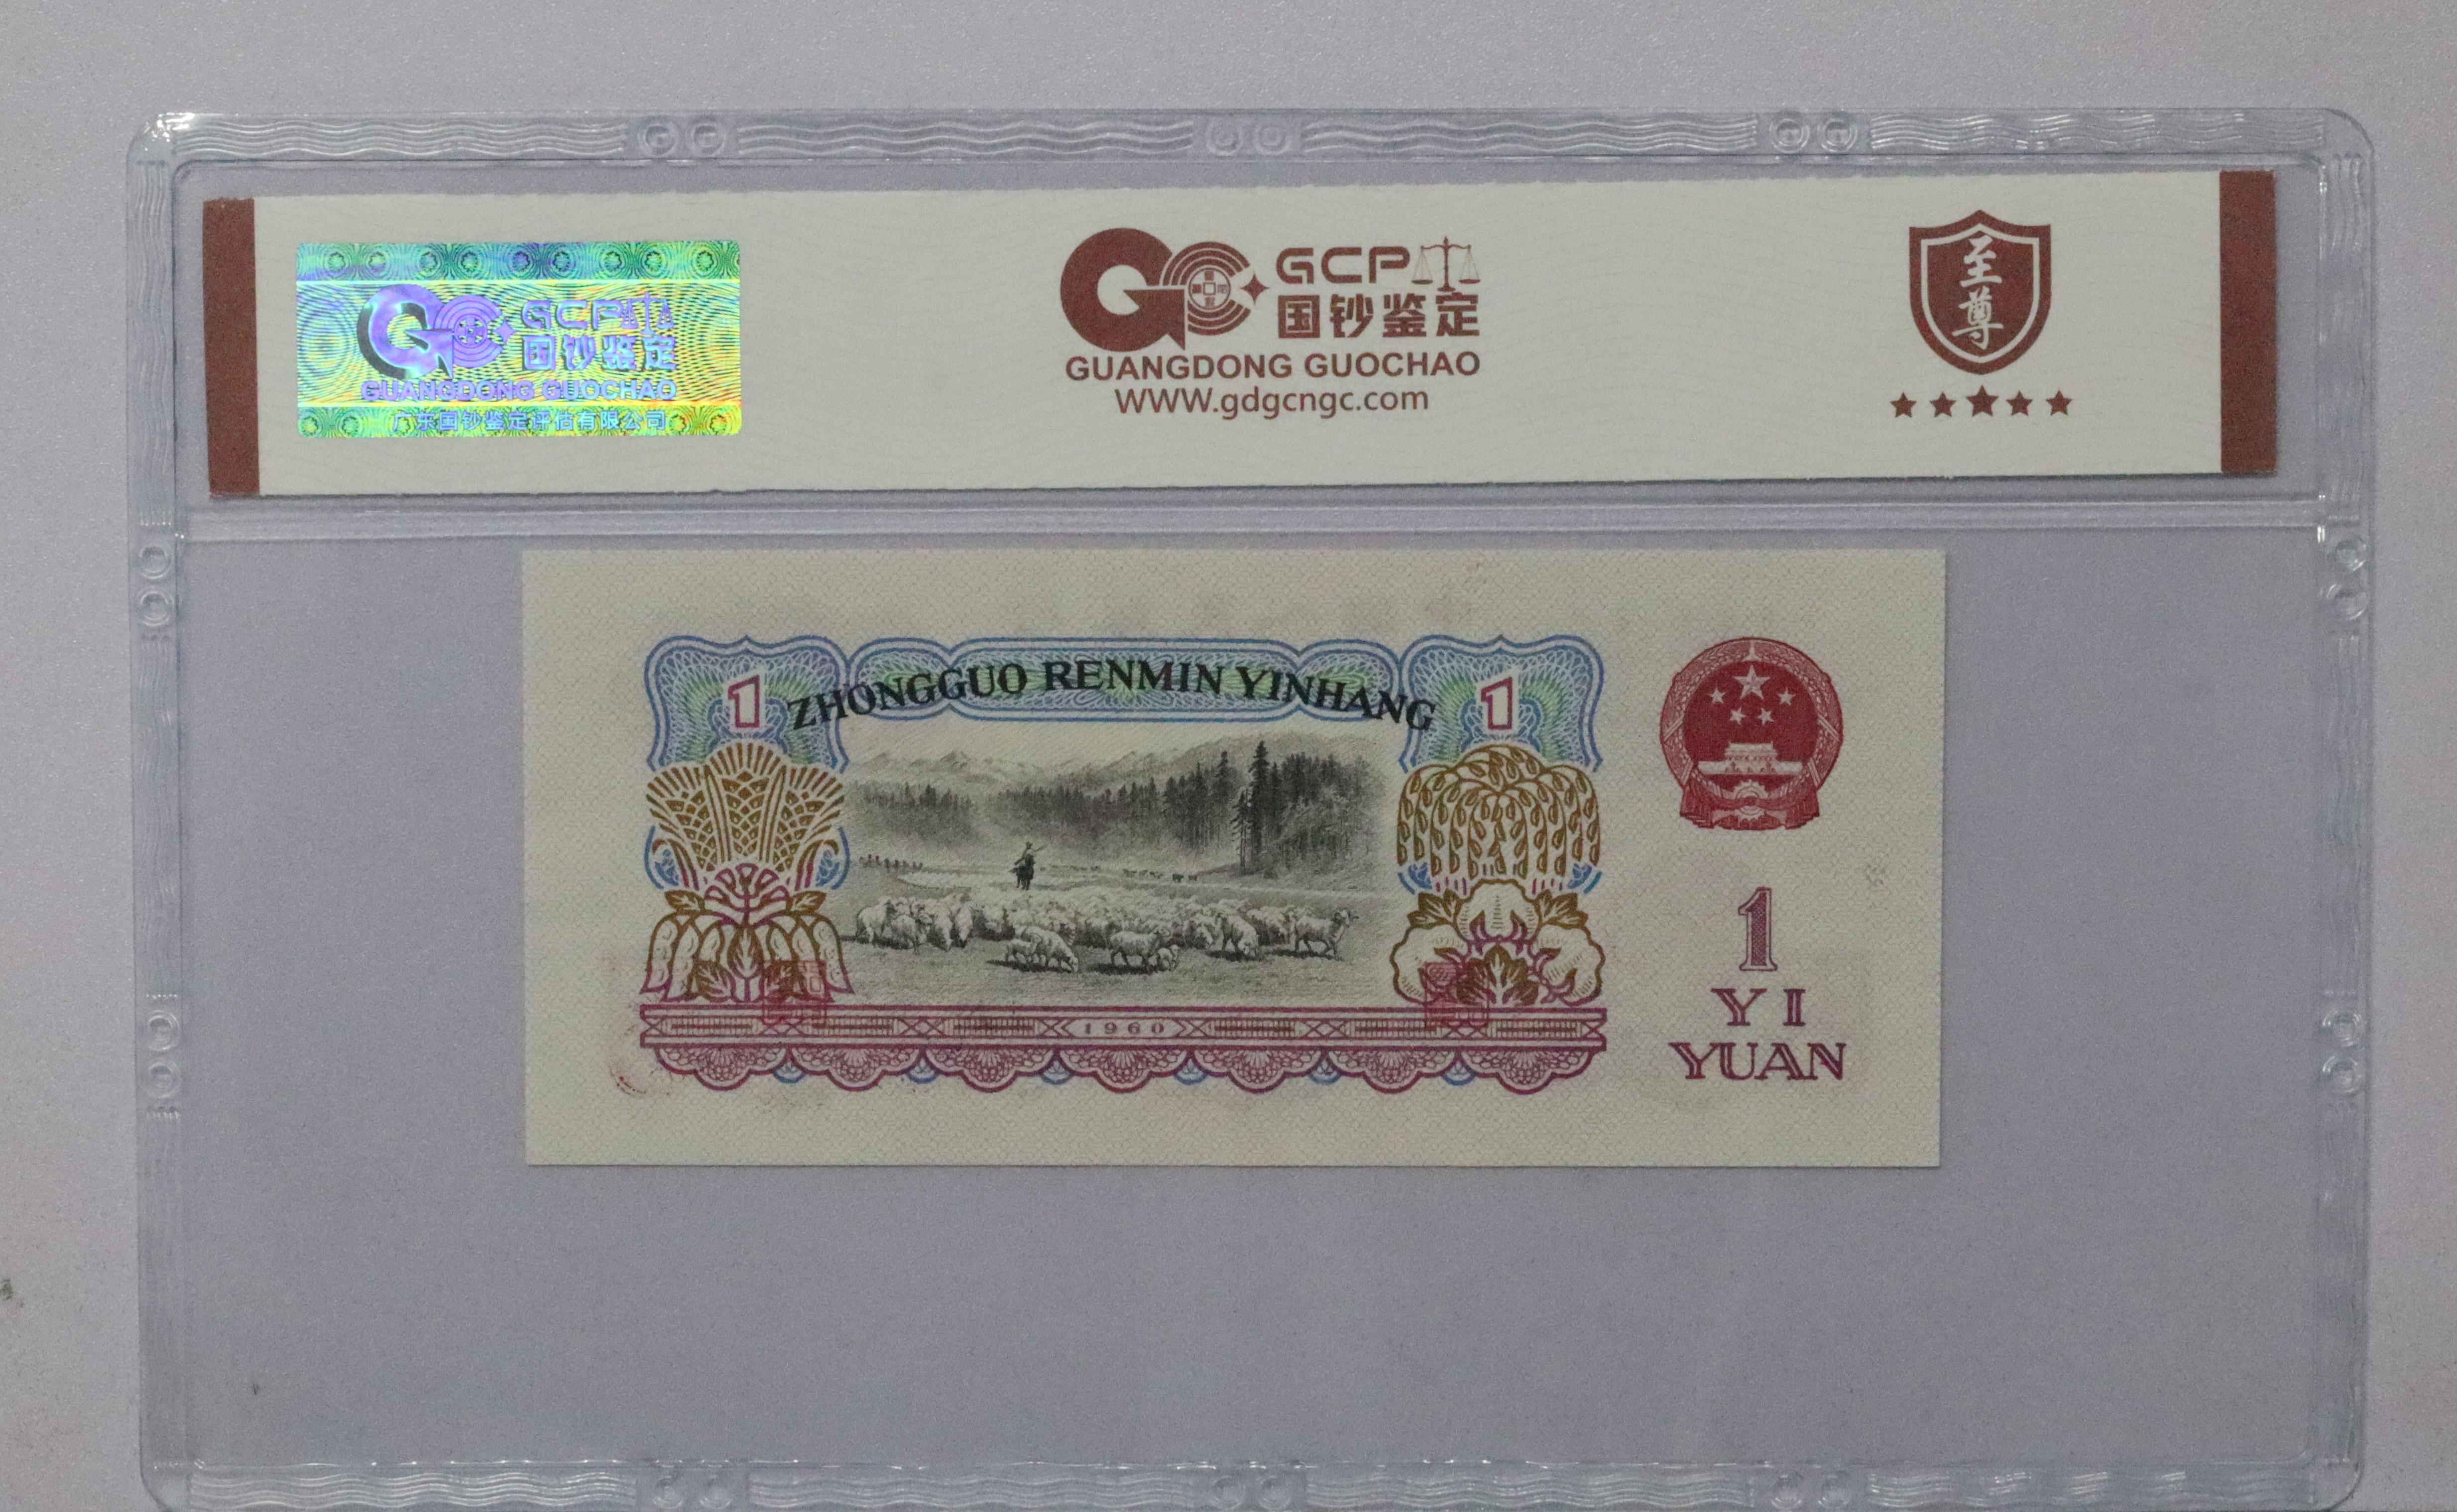 GCP
国钞鉴定
GUANGDONG GUOCHAO
广东国钞鉴定评估有限公司
GCP
国钞鉴定
GUANGDONG GUOCHAO
WWW.gdgcngc.com
至尊
ZHONGGUO RENMIN YINHANG
1
1
1960
1
YI
YUAN